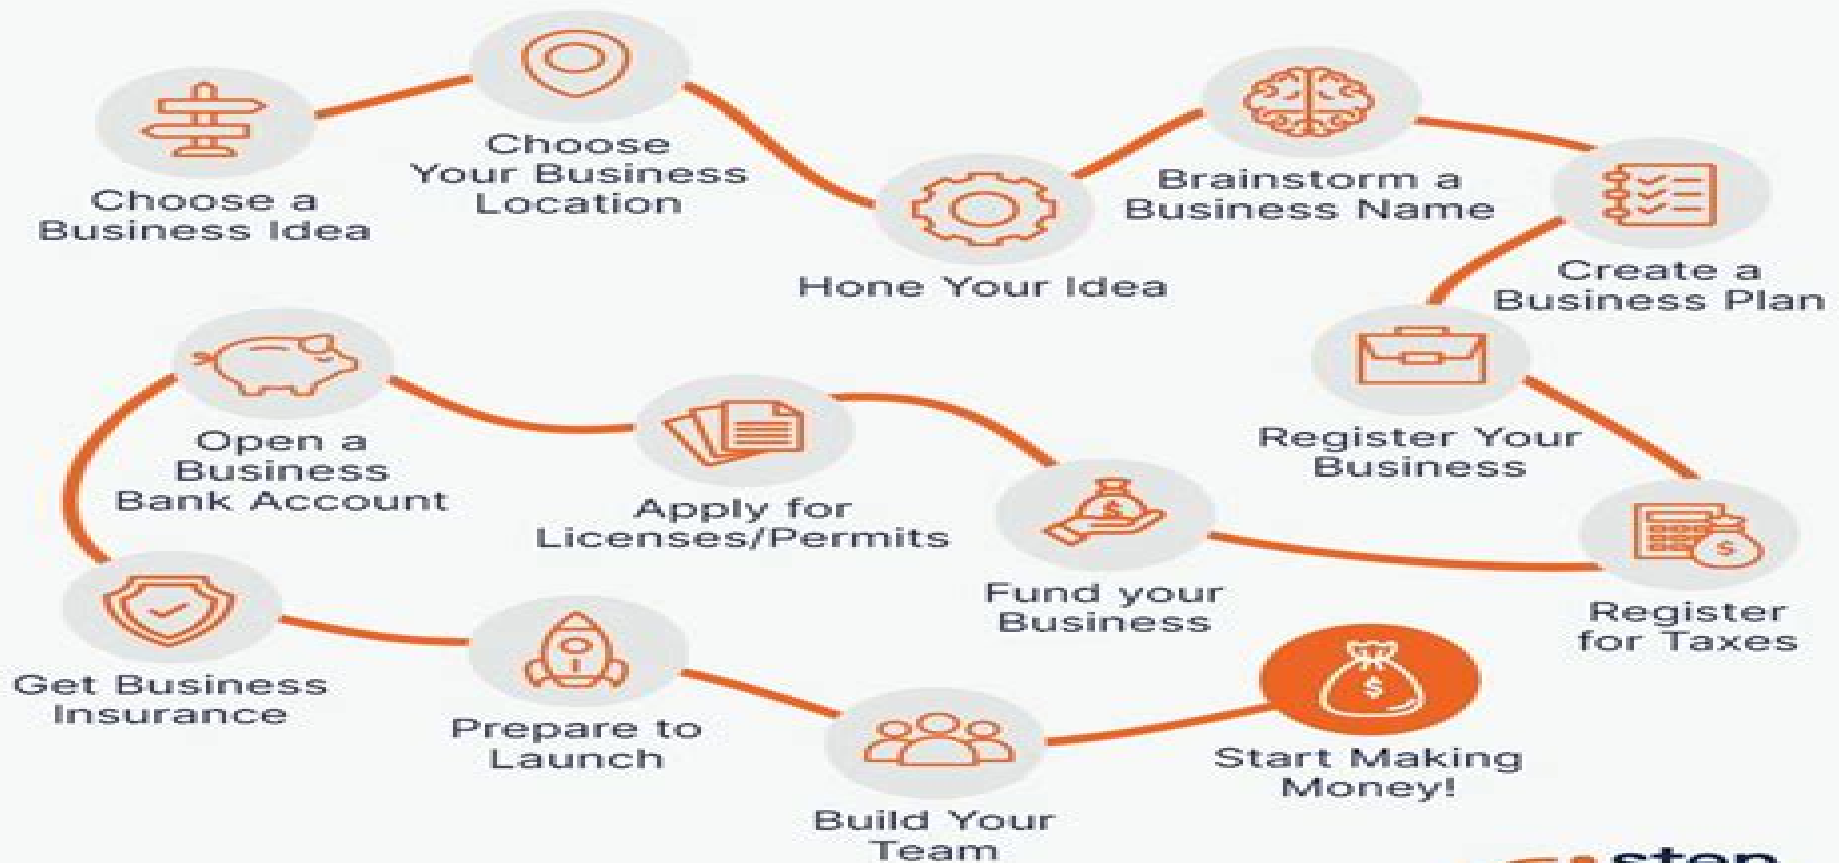 Choose a
Business Idea
Choose
Your Business
Location
Hone Your Idea
Brainstorm a
Business Name
Create a
Business Plan
Register Your
Business
Register
for Taxes
Fund your
Business
Apply for
Licenses/Permits
Open a
Business
Bank Account
Get Business
Insurance
Prepare to
Launch
Build Your
Team
$
Start Making
Money!
step